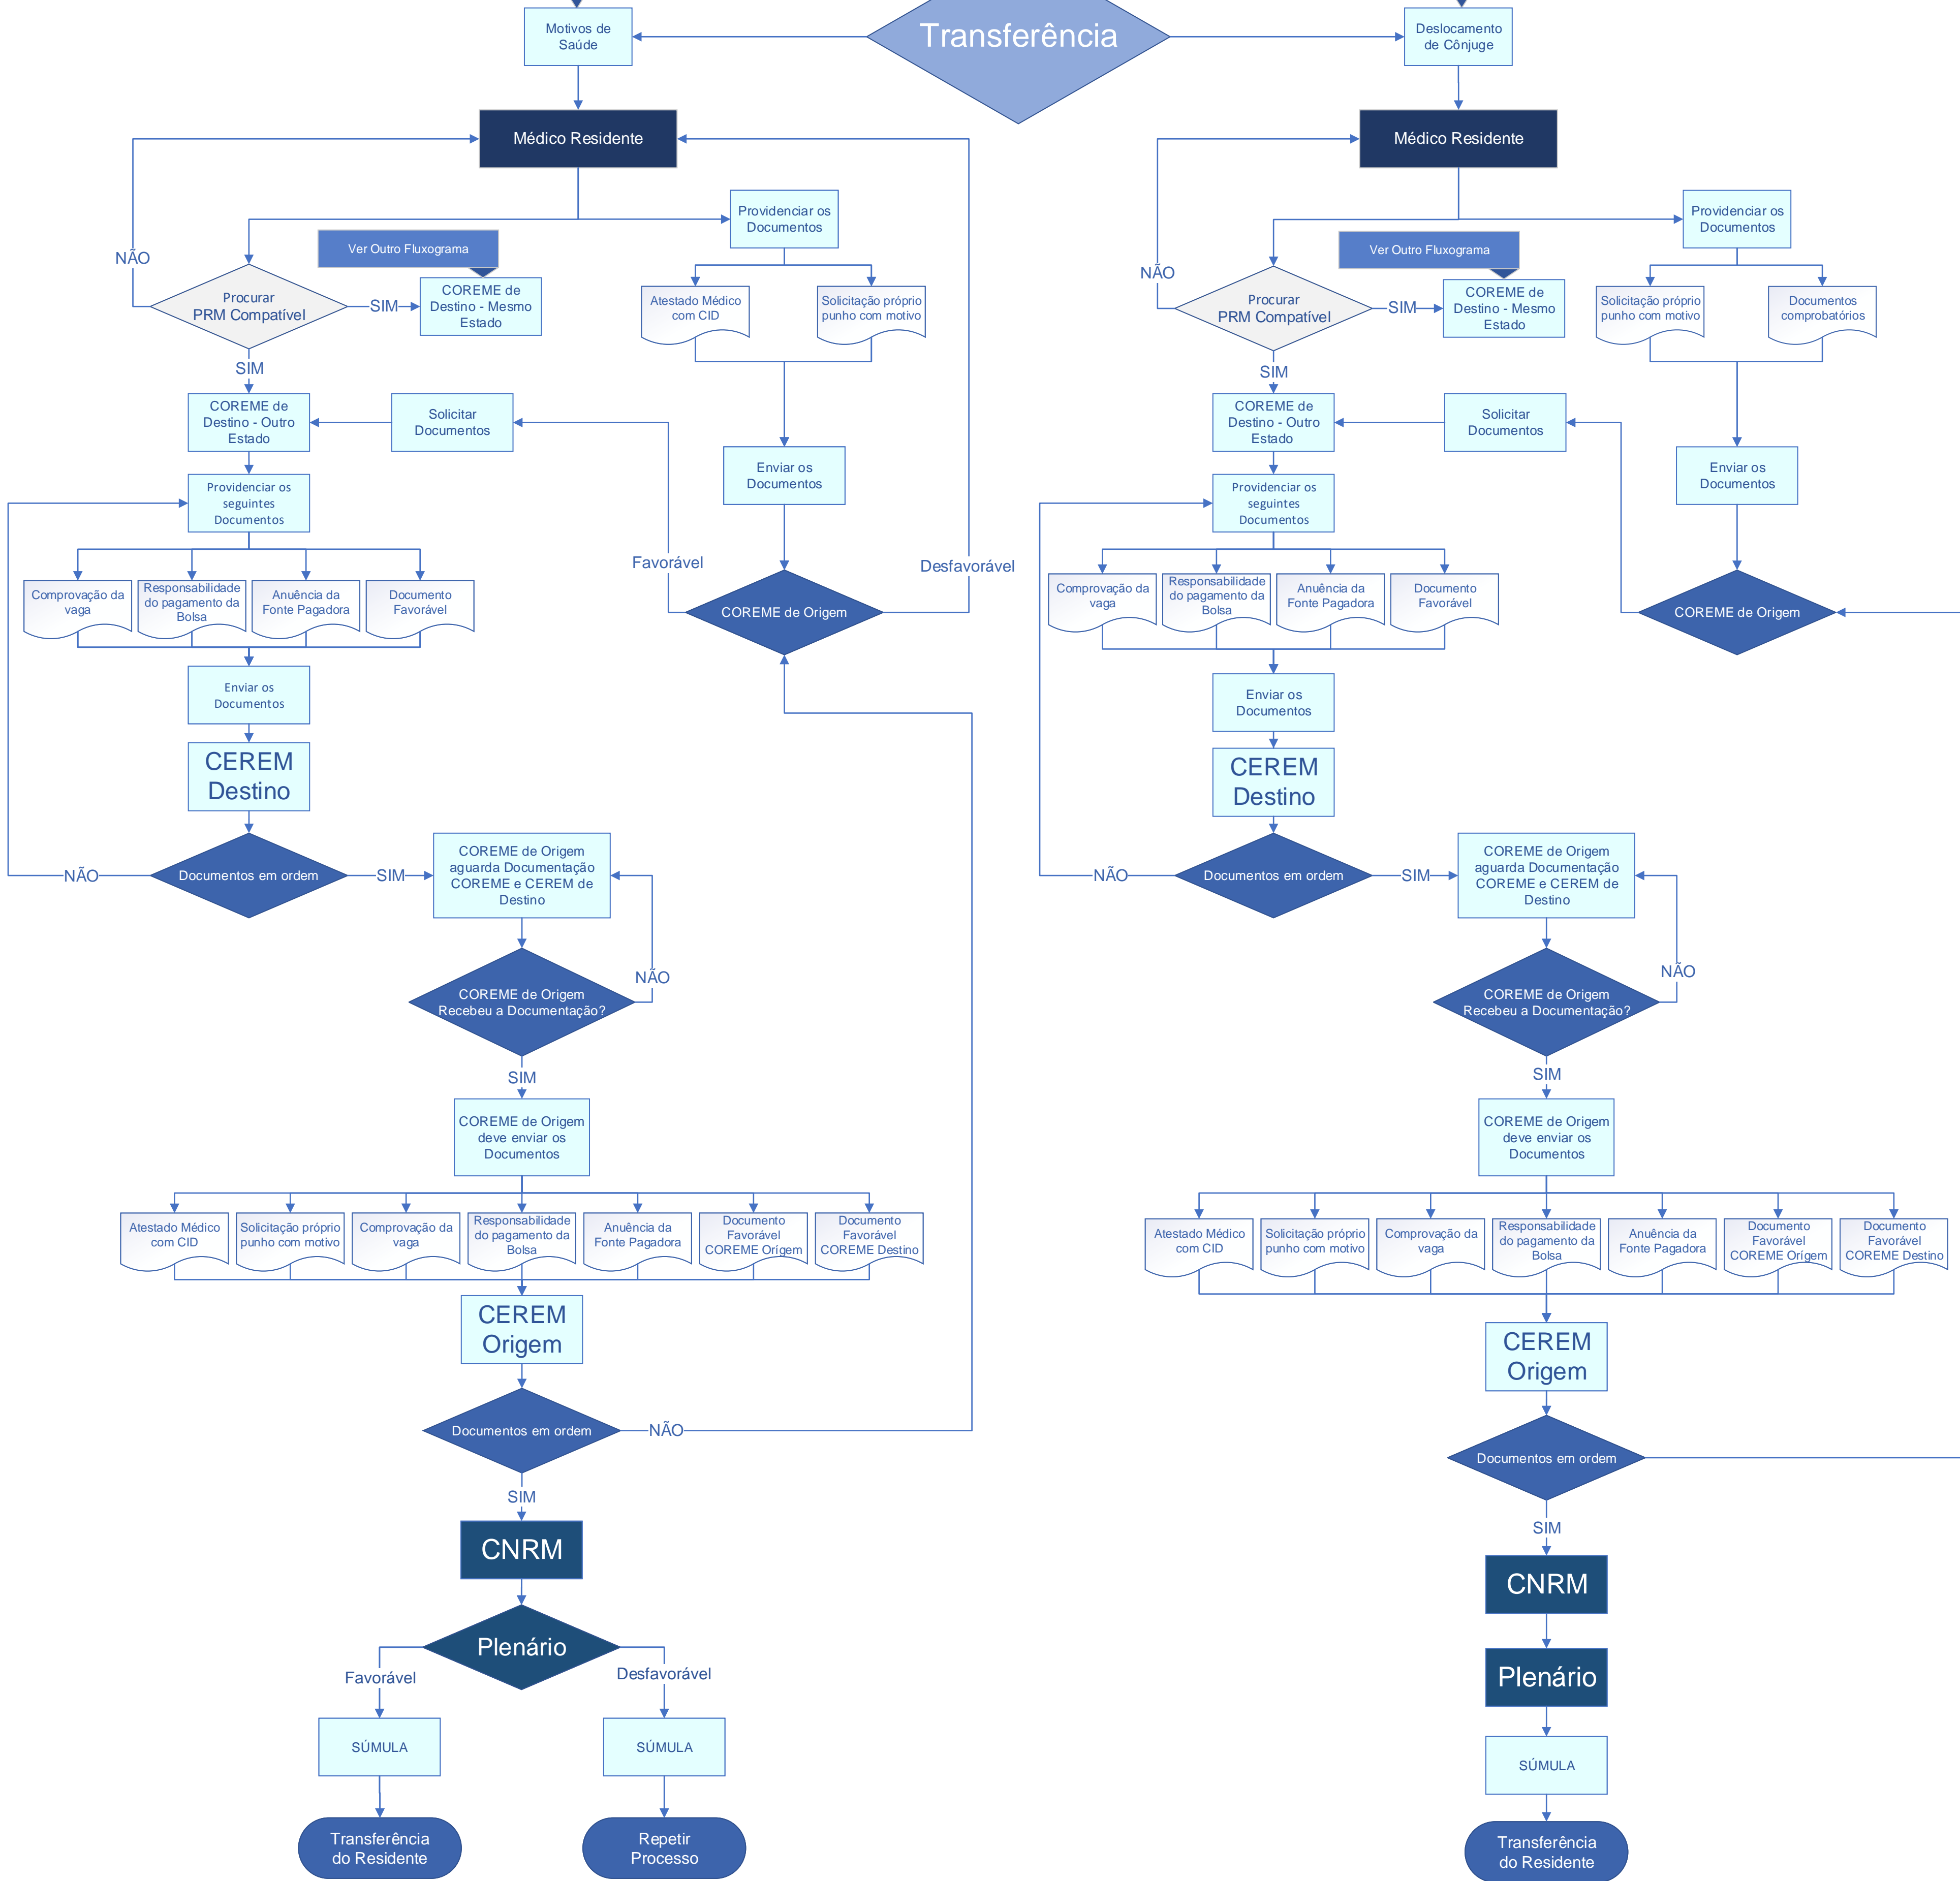 Transferência
Motivos de
Saúde
Médico Residente
Providenciar os
Documentos
NÃO
Ver Outro Fluxograma
Procurar
PRM Compatível
SIM
COREME de
Destino - Mesmo
Estado
Atestado Médico
com CID
Solicitação próprio
punho com motivo
SIM
COREME de
Destino - Outro
Estado
Solicitar
Documentos
Enviar os
Documentos
Providenciar os
seguintes
Documentos
Favorável
Desfavorável
COREME de Origem
Comprovação da
vaga
Responsabilidade
do pagamento da
Bolsa
Anuência da
Fonte Pagadora
Documento
Favorável
Enviar os
Documentos
CEREM
Destino
NÃO
Documentos em ordem
SIM
COREME de Origem
aguarda Documentação
COREME e CEREM de
Destino
NÃO
COREME de Origem
Recebeu a Documentação?
SIM
COREME de Origem
deve enviar os
Documentos
Atestado Médico
com CID
Solicitação próprio
punho com motivo
Comprovação da
vaga
Responsabilidade
do pagamento da
Bolsa
Anuência da
Fonte Pagadora
Documento
Favorável
COREME Origem
Documento
Favorável
COREME Destino
CEREM
Origem
Documentos em ordem
NÃO
SIM
CNRM
Plenário
Favorável
Desfavorável
SÚMULA
SÚMULA
Transferência
do Residente
Repetir
Processo
Deslocamento
de Cônjuge
Médico Residente
Providenciar os
Documentos
NÃO
Ver Outro Fluxograma
Procurar
PRM Compatível
SIM
COREME de
Destino - Mesmo
Estado
Solicitação próprio
punho com motivo
Documentos
comprobatórios
SIM
COREME de
Destino - Outro
Estado
Solicitar
Documentos
Enviar os
Documentos
Providenciar os
seguintes
Documentos
COREME de Origem
Comprovação da
vaga
Responsabilidade
do pagamento da
Bolsa
Anuência da
Fonte Pagadora
Documento
Favorável
Enviar os
Documentos
CEREM
Destino
NÃO
Documentos em ordem
SIM
COREME de Origem
aguarda Documentação
COREME e CEREM de
Destino
NÃO
COREME de Origem
Recebeu a Documentação?
SIM
COREME de Origem
deve enviar os
Documentos
Atestado Médico
com CID
Solicitação próprio
punho com motivo
Comprovação da
vaga
Responsabilidade
do pagamento da
Bolsa
Anuência da
Fonte Pagadora
Documento
Favorável
COREME Origem
Documento
Favorável
COREME Destino
CEREM
Origem
Documentos em ordem
SIM
CNRM
Plenário
SÚMULA
Transferência
do Residente